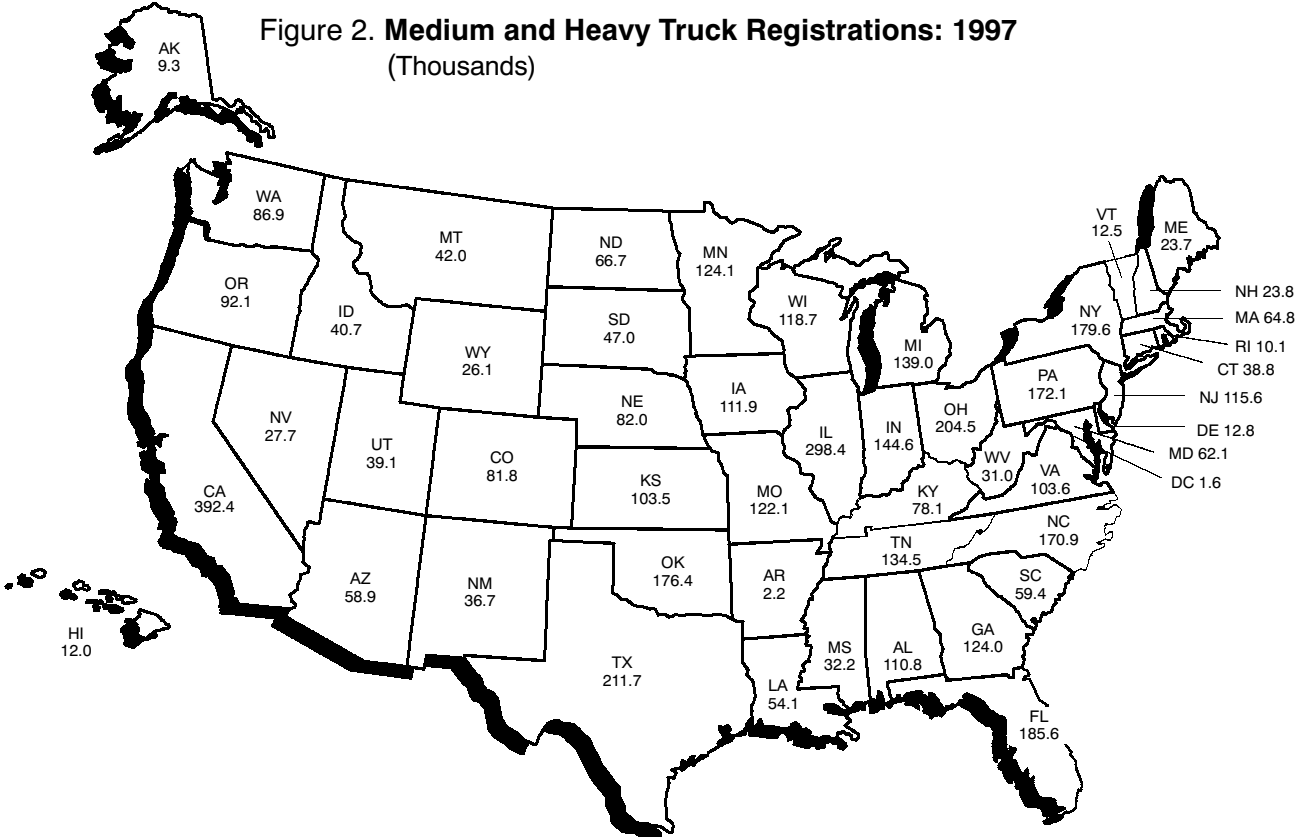 Figure 2. Medium and Heavy Truck Registrations: 1997
(Thousands)
AK
9.3
WA
86.9
MT
42.0
ND
66.7
MN
124.1
VT
12.5
ME
23.7
OR
92.1
ID
40.7
WY
26.1
SD
47.0
WI
118.7
MI
139.0
NY
179.6
NH 23.8
MA 64.8
RI 10.1
CT 38.8
NJ 115.6
DE 12.8
MD 62.1
DC 1.6
NV
27.7
UT
39.1
CO
81.8
NE
82.0
IA
111.9
IL
298.4
IN
144.6
OH
204.5
PA
172.1
WV
31.0
VA
103.6
CA
392.4
KS
103.5
MO
122.1
KY
78.1
NC
170.9
TN
134.5
AZ
58.9
NM
36.7
OK
176.4
AR
2.2
SC
59.4
HI
12.0
TX
211.7
LA
54.1
MS
32.2
AL
110.8
GA
124.0
FL
185.6